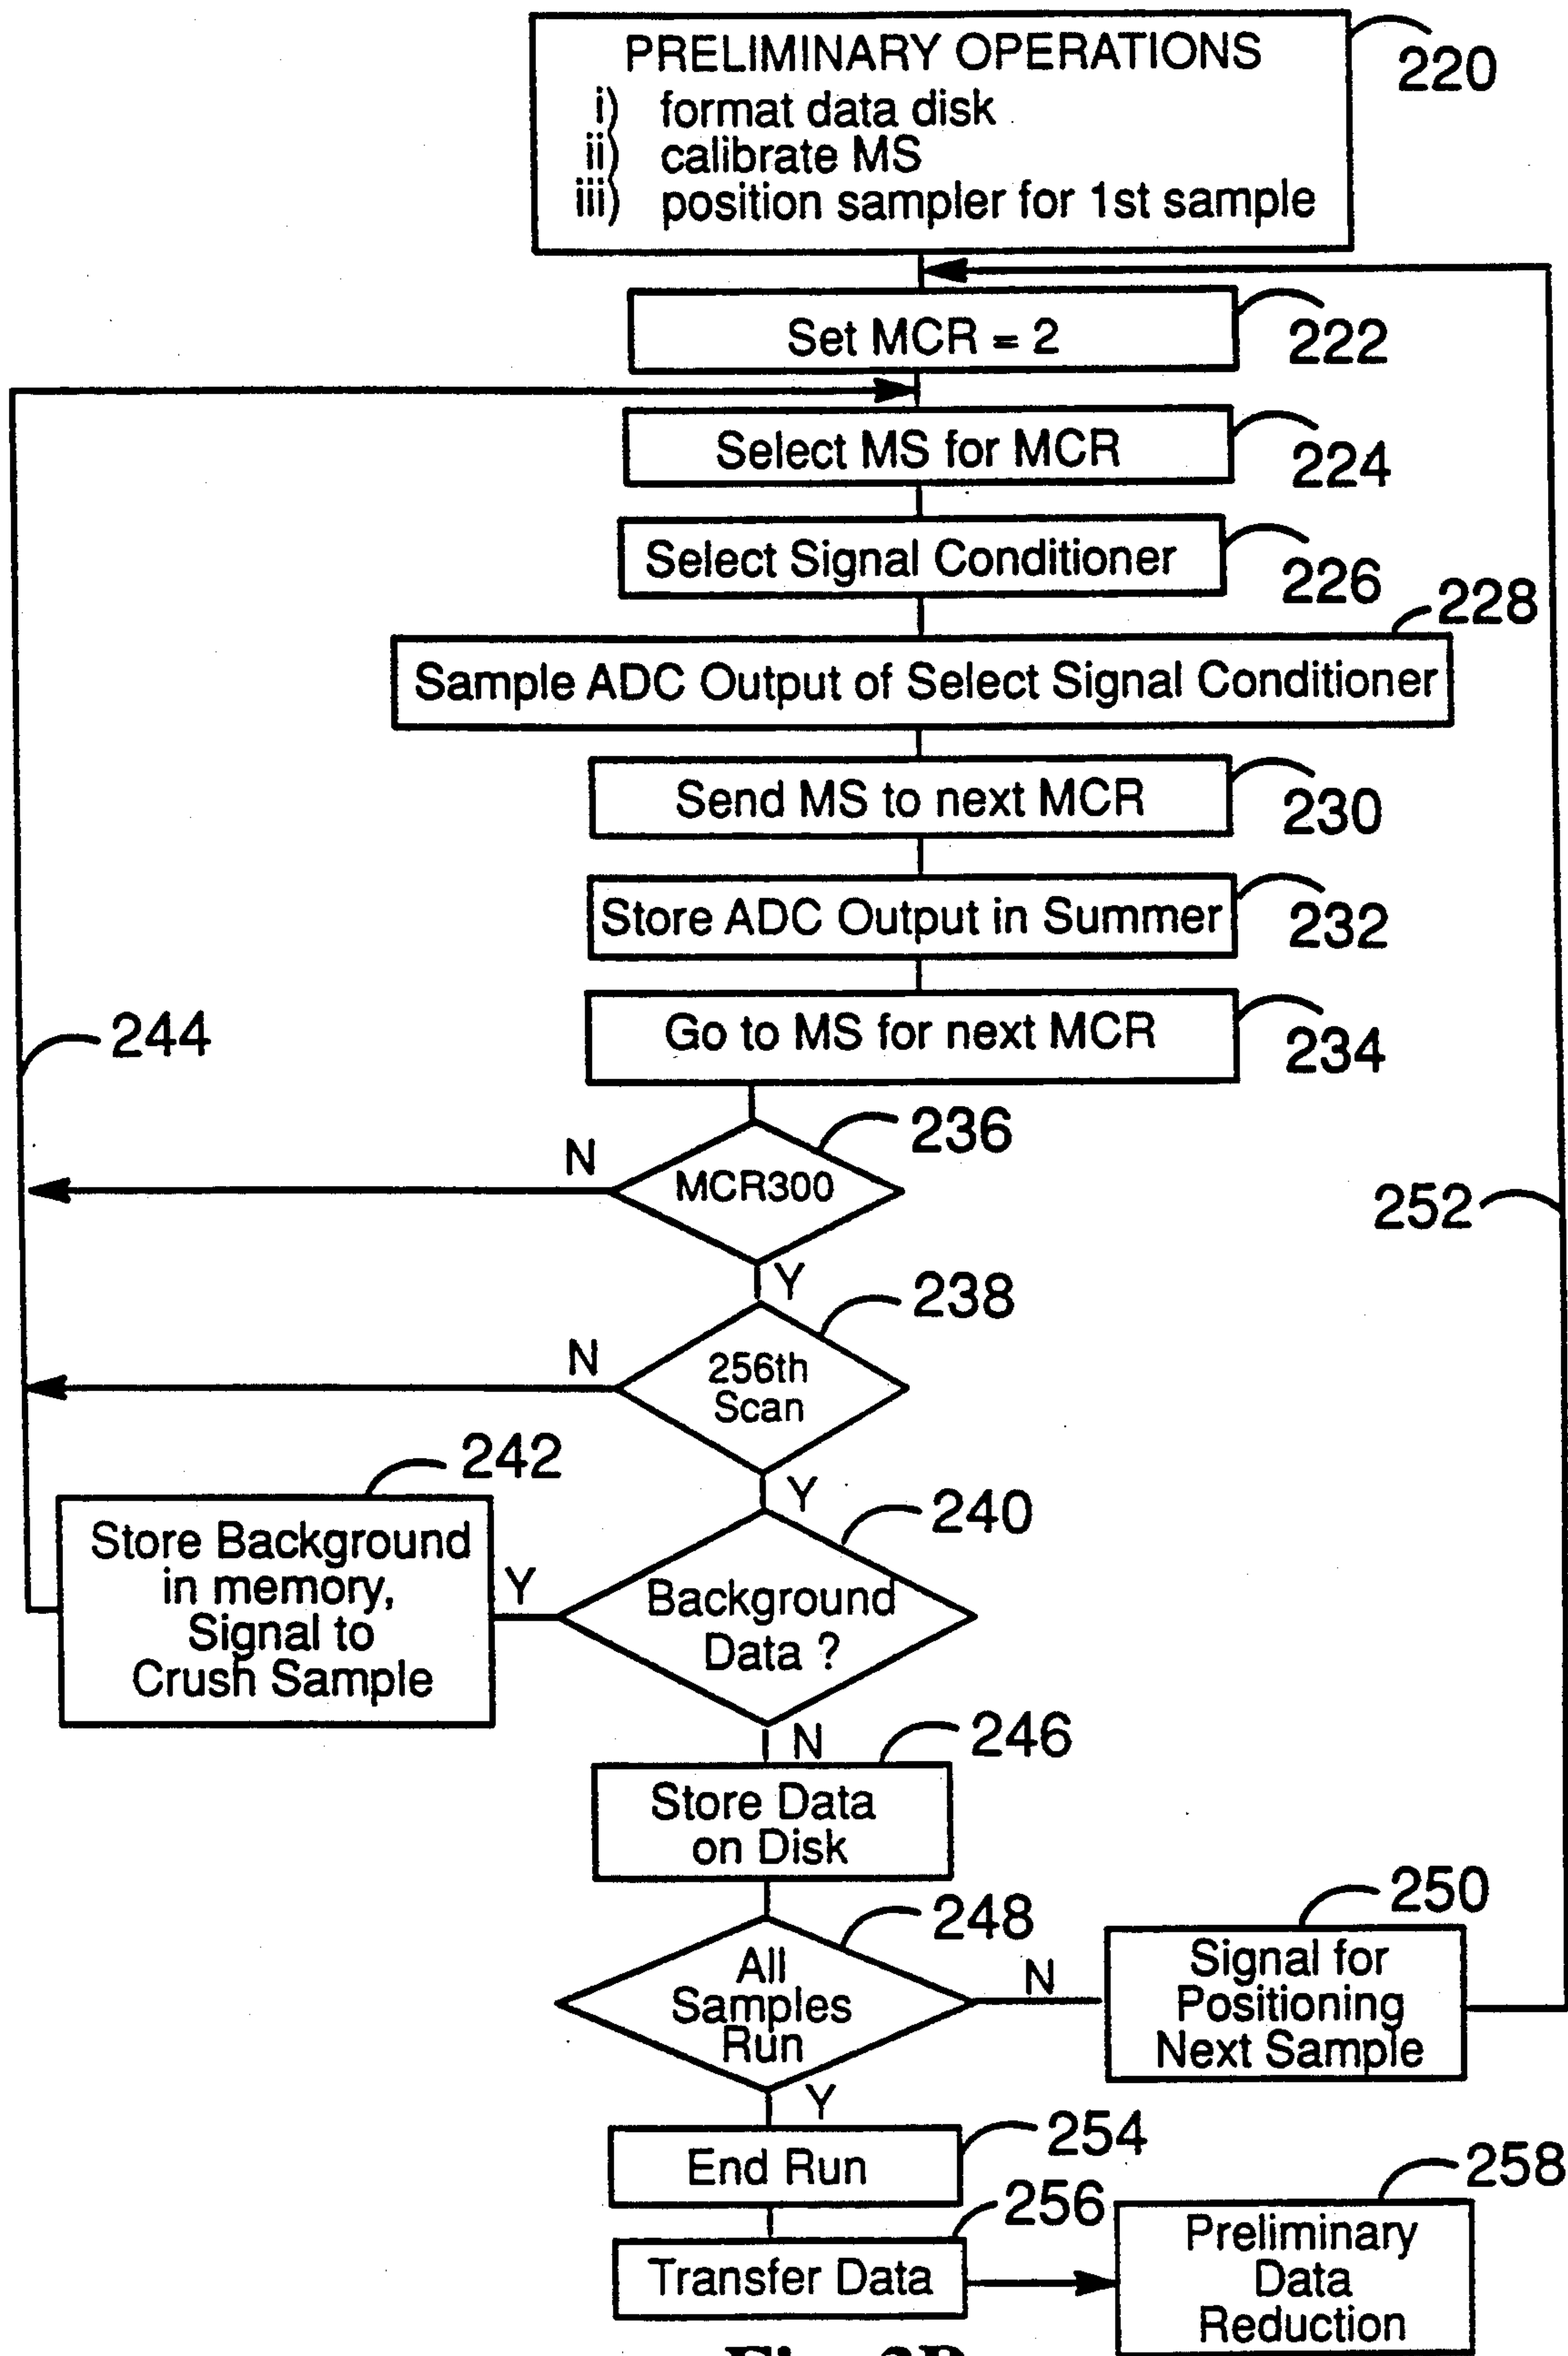 PRELIMINARY OPERATIONS
i) format data disk
ii) calibrate MS
iii) position sampler for 1st sample
220
Set MCR = 2
222
Select MS for MCR
224
Select Signal Conditioner
226
228
Sample ADC Output of Select Signal Conditioner
Send MS to next MCR
230
Store ADC Output in Summer
232
Go to MS for next MCR
234
244
236
MCR300
N
Y
252
238
256th
Scan
N
Y
242
240
Store Background
in memory,
Signal to
Crush Sample
Y
Background
Data ?
N
246
Store Data
on Disk
248
All
Samples
Run
N
250
Signal for
Positioning
Next Sample
Y
254
End Run
256
Transfer Data
258
Preliminary
Data
Reduction